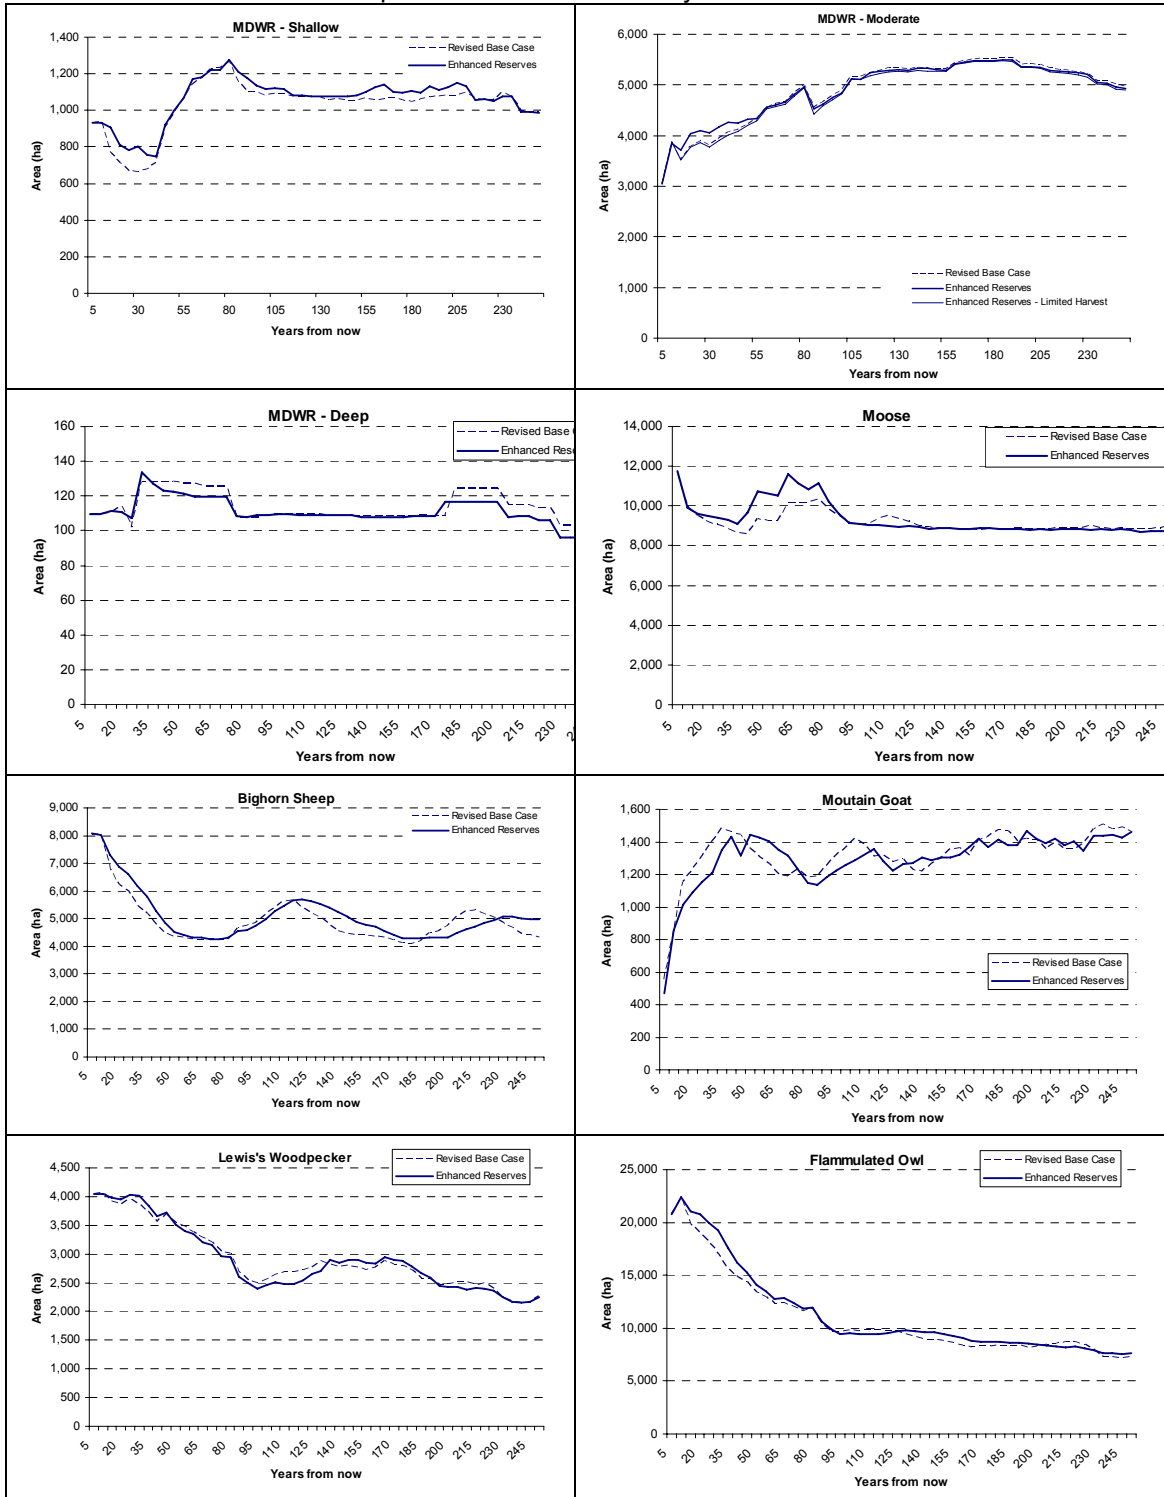 MDWR - Shallow
1,400
1,200
1,000
800
600
400
200
0
Area (ha)
5 30 55 80 105 130 155 180 205 230
Years from now
Revised Base Case
Enhanced Reserves
MDWR - Moderate
6,000
5,000
4,000
3,000
2,000
1,000
0
Area (ha)
5 30 55 80 105 130 155 180 205 230
Years from now
Revised Base Case
Enhanced Reserves
Enhanced Reserves - Limited Harvest
MDWR - Deep
160
140
120
100
80
60
40
20
0
Area (ha)
5 20 35 50 65 80 95 110 125 140 155 170 185 200 215 230
Years from now
Revised Base
Enhanced Rese
Moose
14,000
12,000
10,000
8,000
6,000
4,000
2,000
0
Area (ha)
5 20 35 50 65 80 95 110 125 140 155 170 185 200 215 230 245
Years from now
Revised Base Case
Enhanced Reserves
Bighorn Sheep
9,000
8,000
7,000
6,000
5,000
4,000
3,000
2,000
1,000
0
Area (ha)
5 20 35 50 65 80 95 110 125 140 155 170 185 200 215 230 245
Years from now
Revised Base Case
Enhanced Reserves
Moutain Goat
1,600
1,400
1,200
1,000
800
600
400
200
0
Area (ha)
5 20 35 50 65 80 95 110 125 140 155 170 185 200 215 230 245
Years from now
Revised Base Case
Enhanced Reserves
Lewis's Woodpecker
4,500
4,000
3,500
3,000
2,500
2,000
1,500
1,000
500
0
Area (ha)
5 20 35 50 65 80 95 110 125 140 155 170 185 200 215 230 245
Years from now
Revised Base Case
Enhanced Reserves
Flammulated Owl
25,000
20,000
15,000
10,000
5,000
0
Area (ha)
5 20 35 50 65 80 95 110 125 140 155 170 185 200 215 230 245
Years from now
Revised Base Case
Enhanced Reserves